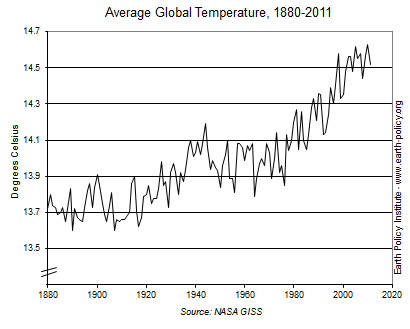 Average Global Temperature, 1880-2011
Degrees Celsius
14.7
14.5
14.3
14.1
13.9
13.7
13.5
1880 1900 1920 1940 1960 1980 2000 2020
Source: NASA GISS
Earth Policy Institute - www.earth-policy.org